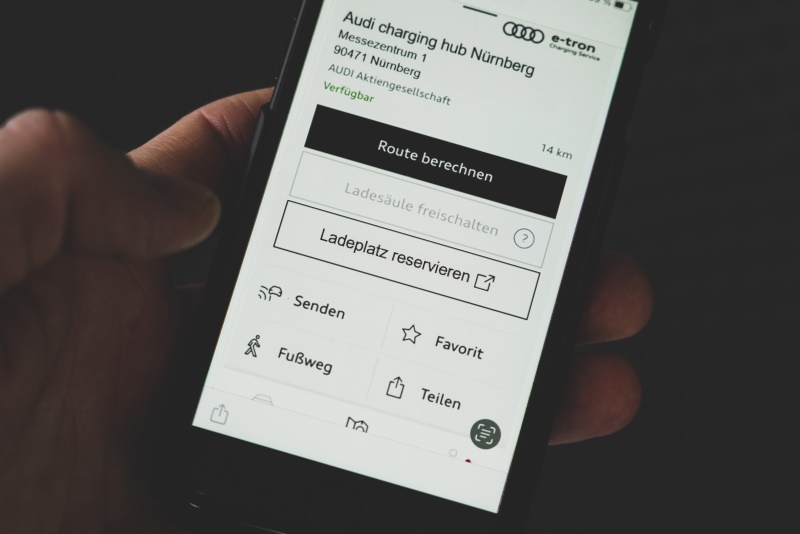 %
Audi charging hub Nürnberg
e-tron
Charging Service
Messezentrum 1
90471 Nürnberg
AUDI Aktiengesellschaft
Verfügbar
14 km
Route berechnen
Ladesäule freischalten ?
Ladeplatz reservieren
Senden
Favorit
Fußweg
Teilen